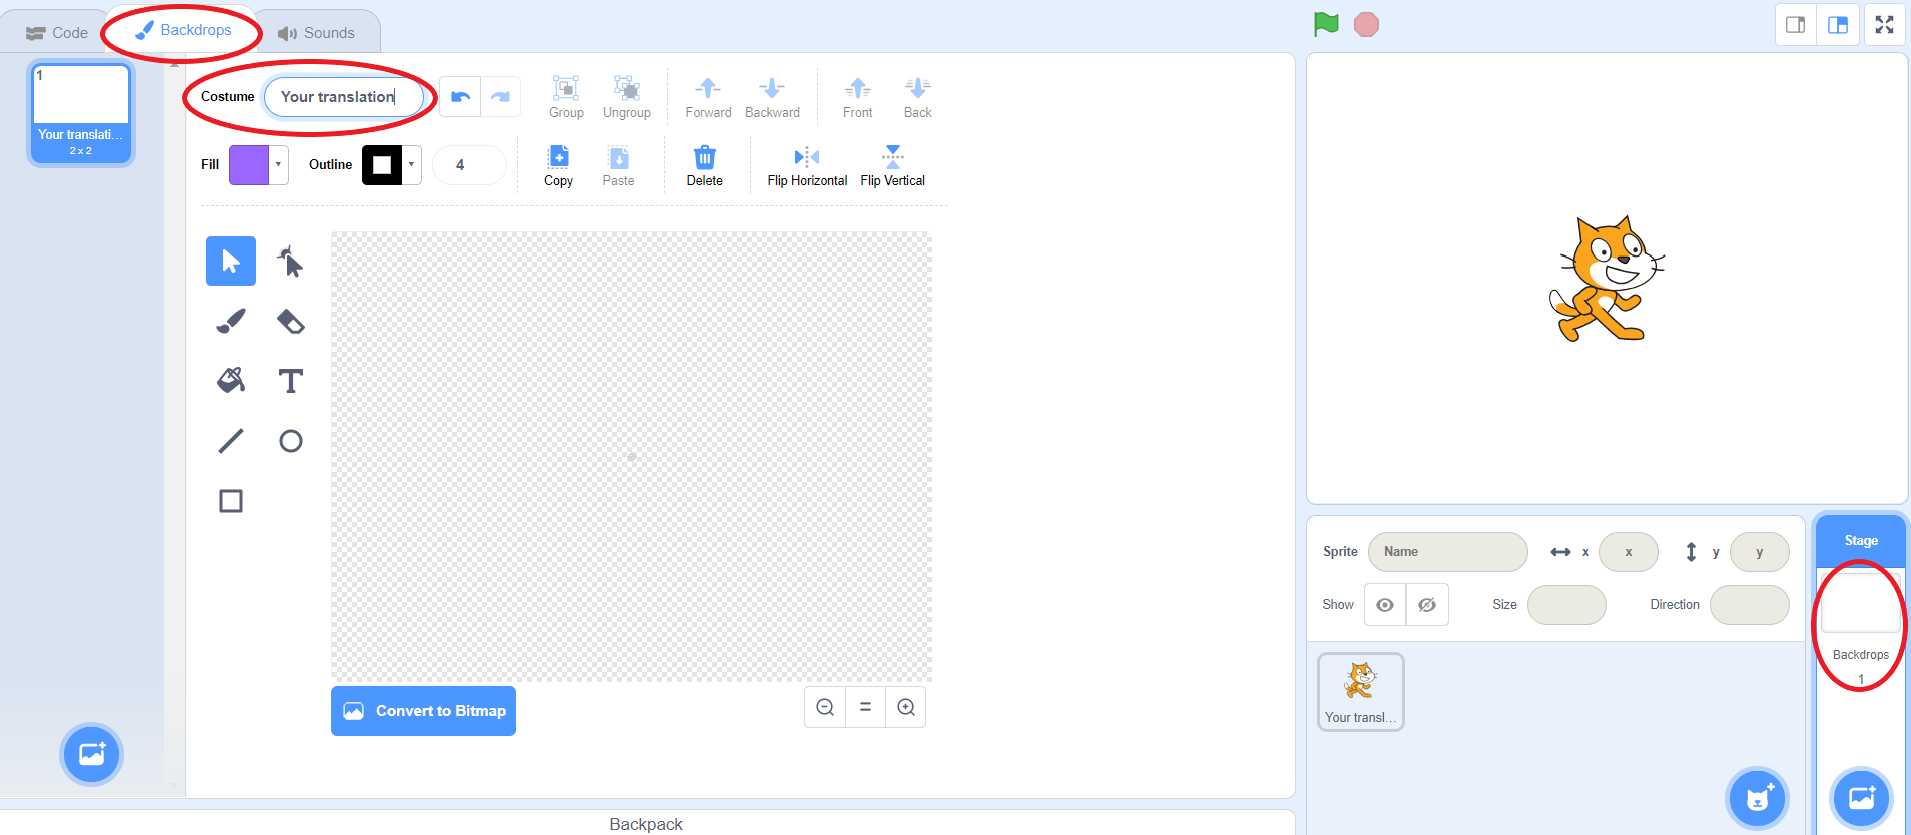 Code
Backdrops
Sounds
1
Your translati...
2 x 2
Costume
Your translation
Group
Ungroup
Forward
Backward
Front
Back
Fill
Outline
4
Copy
Paste
Delete
Flip Horizontal
Flip Vertical
Convert to Bitmap
Backpack
Sprite
Name
x
x
y
y
Show
Size
Direction
Your transl...
Stage
Backdrops
1